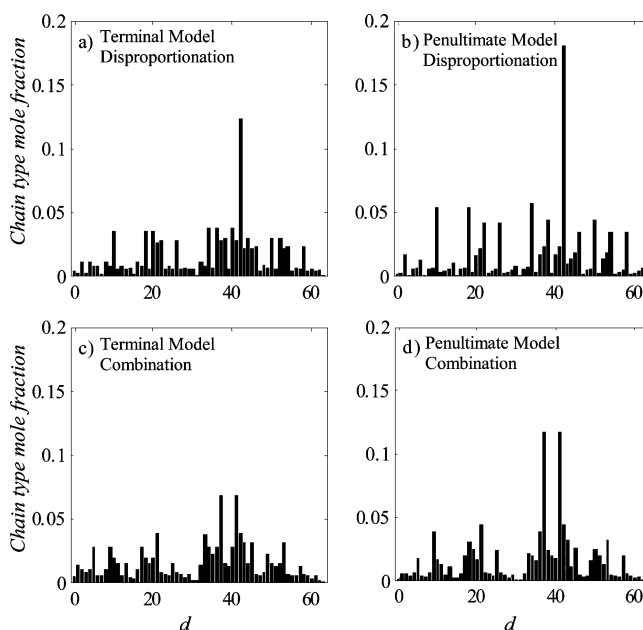 a) Terminal Model
Disproportionation
b) Penultimate Model
Disproportionation
Chain type mole fraction
0.2
0.15
0.1
0.05
0
0 20 40 60
0.2
0.15
0.1
0.05
0
0 20 40 60
c) Terminal Model
Combination
d) Penultimate Model
Combination
Chain type mole fraction
0.2
0.15
0.1
0.05
0
0 20 40 60
d
0.2
0.15
0.1
0.05
0
0 20 40 60
d